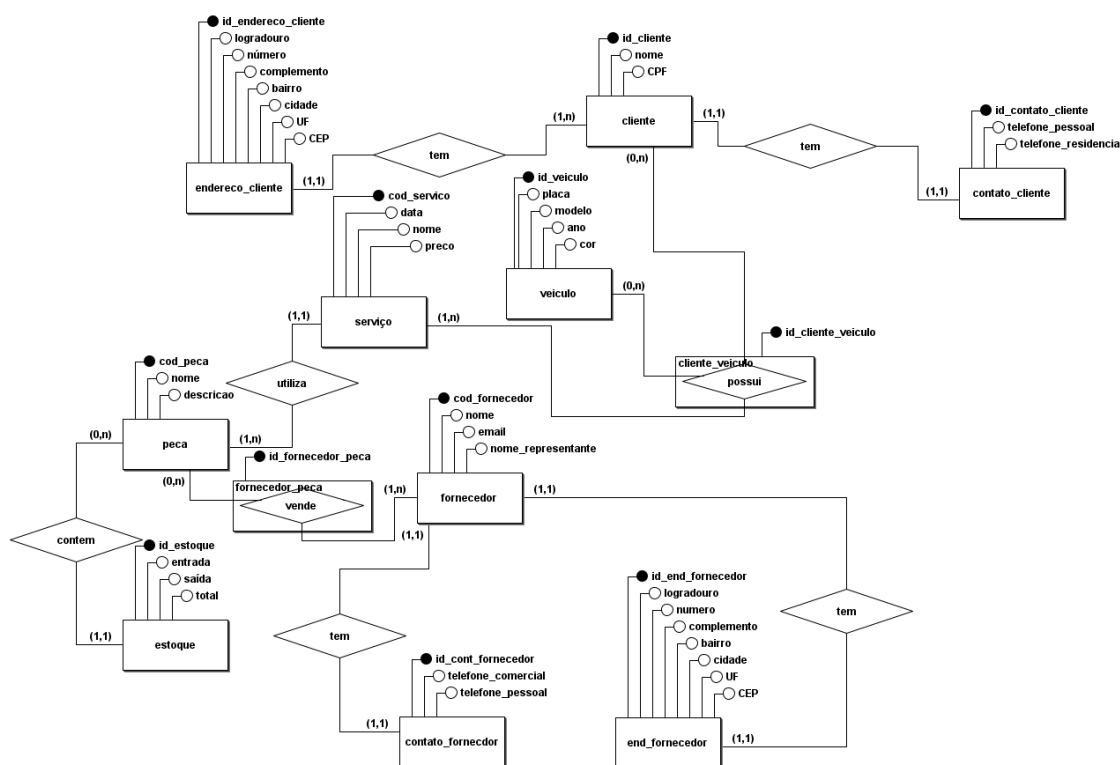 id_endereco_cliente
logradouro
número
complemento
bairro
cidade
UF
CEP
endereco_cliente
(1,1)
tem
(1,n)
id_cliente
nome
CPF
cliente
(1,1)
(0,n)
tem
id_contato_cliente
telefone_pessoal
telefone_residencia
contato_cliente
(1,1)
cod_servico
data
nome
preco
serviço
(1,1)
(1,n)
id_veiculo
placa
modelo
ano
cor
veiculo
(0,n)
id_cliente_veiculo
cliente_veiculo
possui
utiliza
cod_peca
nome
descricao
peca
(0,n)
(1,n)
(0,n)
id_fornecedor_peca
fornecedor_peca
vende
(1,n)
cod_fornecedor
nome
email
nome_representante
fornecedor
(1,1)
(1,1)
contem
id_estoque
entrada
saída
total
estoque
(1,1)
tem
id_cont_fornecedor
telefone_comercial
telefone_pessoal
contato_fornecdor
(1,1)
id_end_fornecedor
logradouro
numero
complemento
bairro
cidade
UF
CEP
end_fornecedor
(1,1)
tem